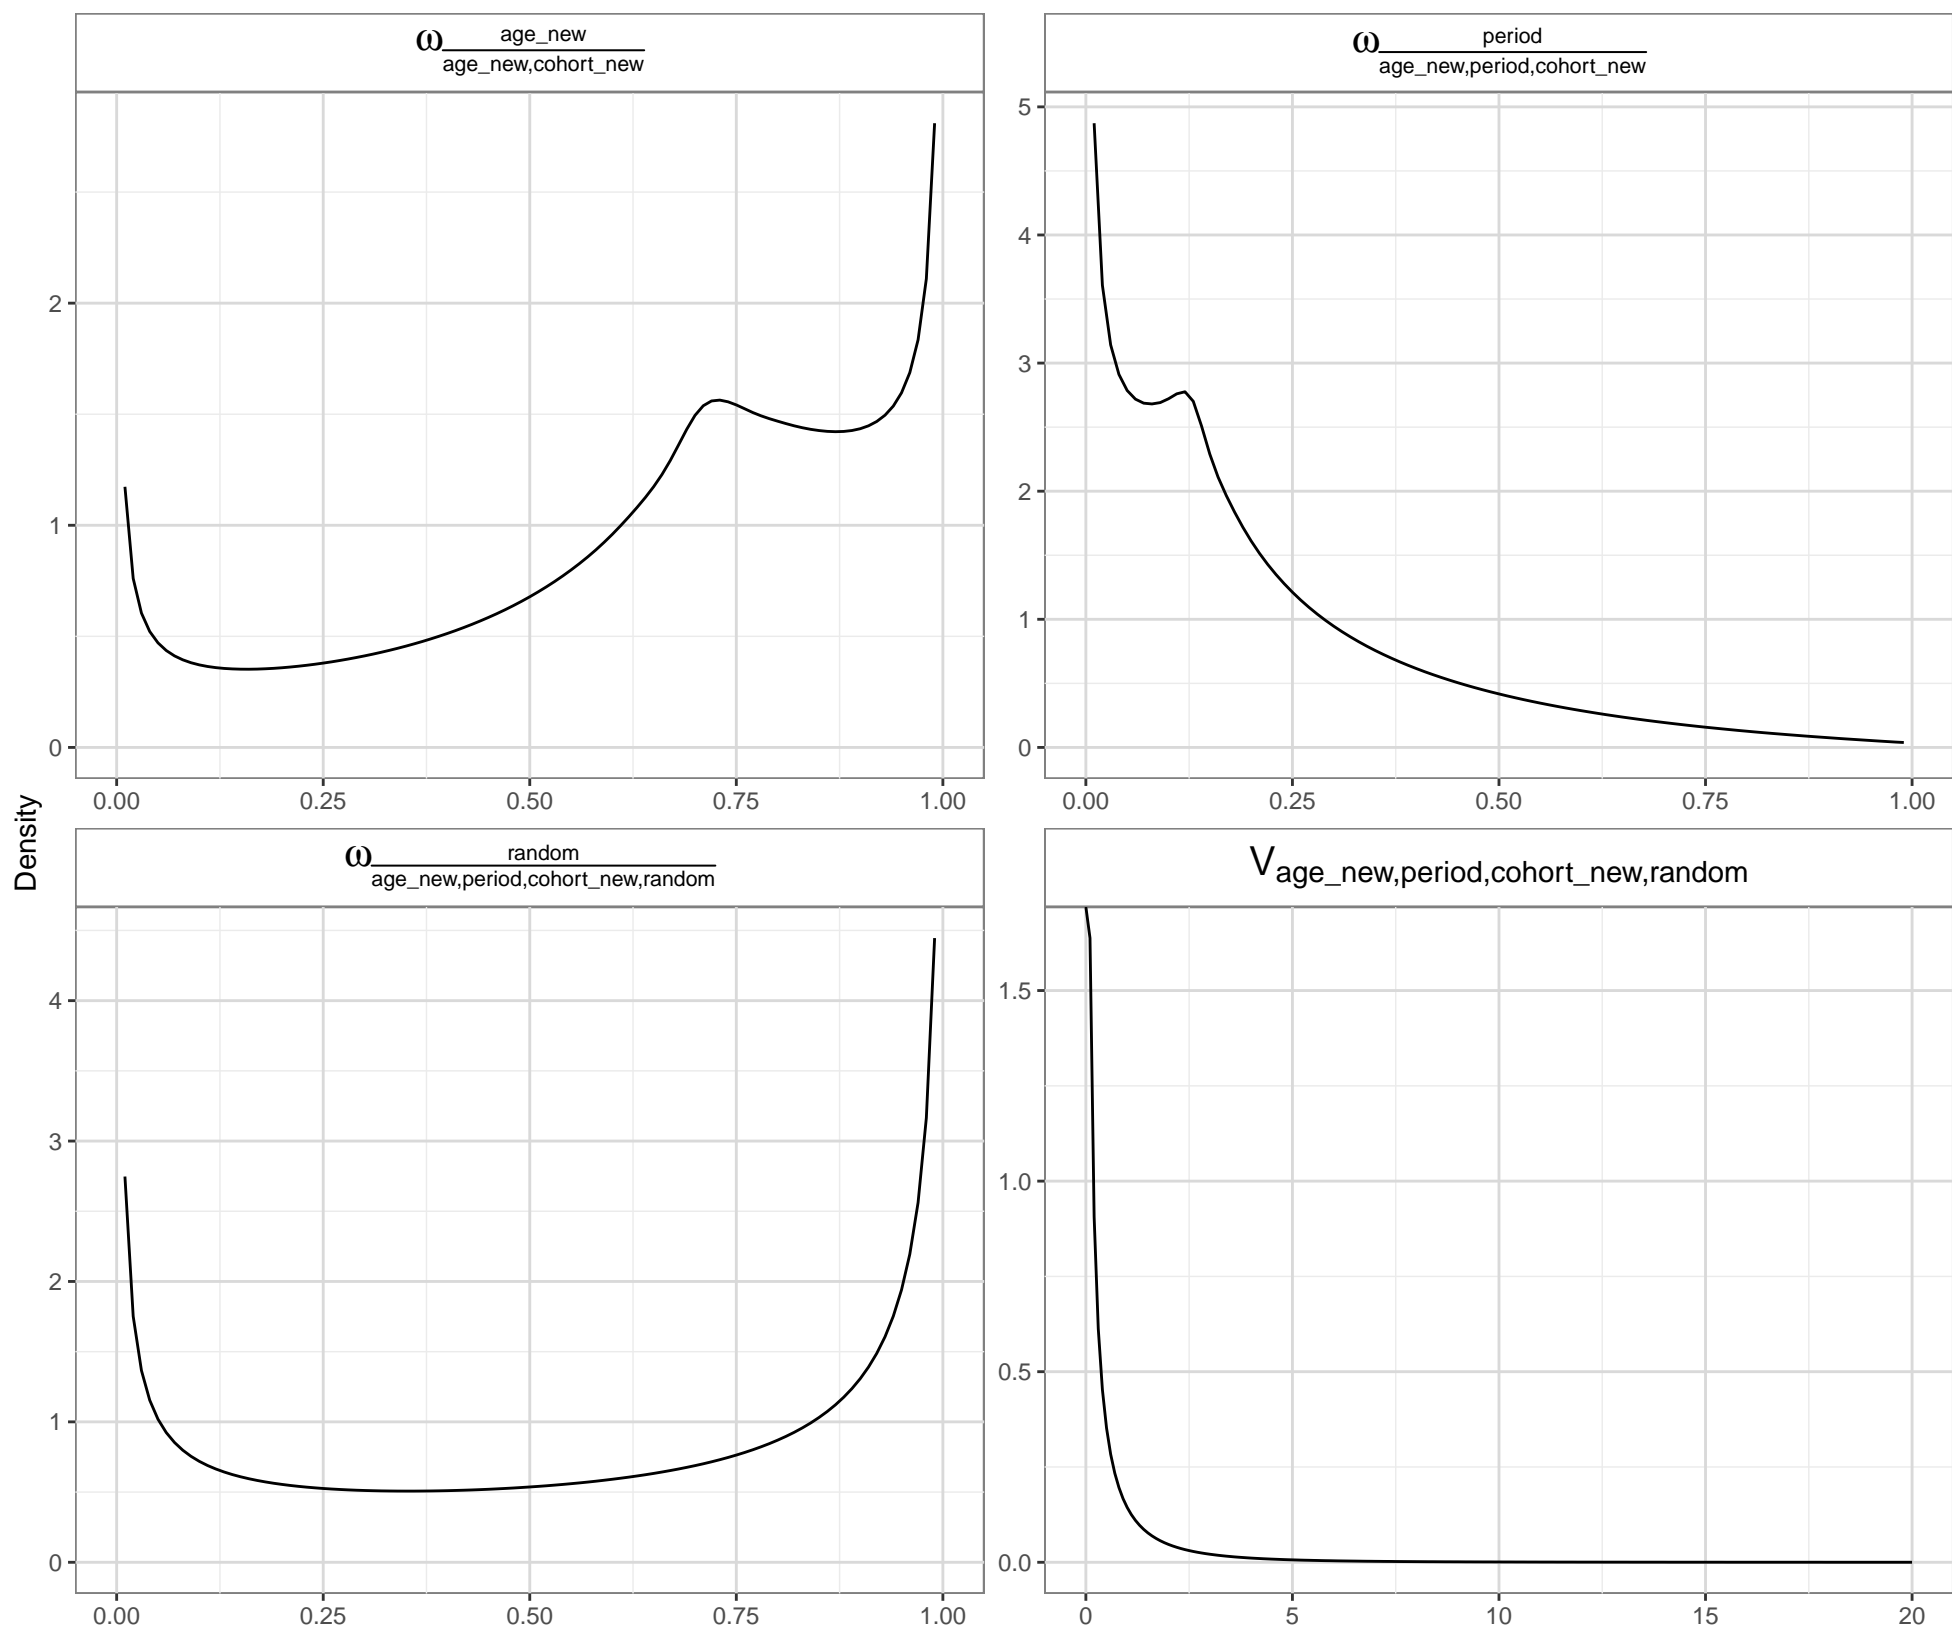 ω age_new
age_new,cohort_new
ω period
age_new,period,cohort_new
5
4
3
2
1
0
2
1
0
0.00 0.25 0.50 0.75 1.00
0.00 0.25 0.50 0.75 1.00
Density
ω random
age_new,period,cohort_new,random
V age_new,period,cohort_new,random
4
3
2
1
0
1.5
1.0
0.5
0.0
0.00 0.25 0.50 0.75 1.00
0 5 10 15 20